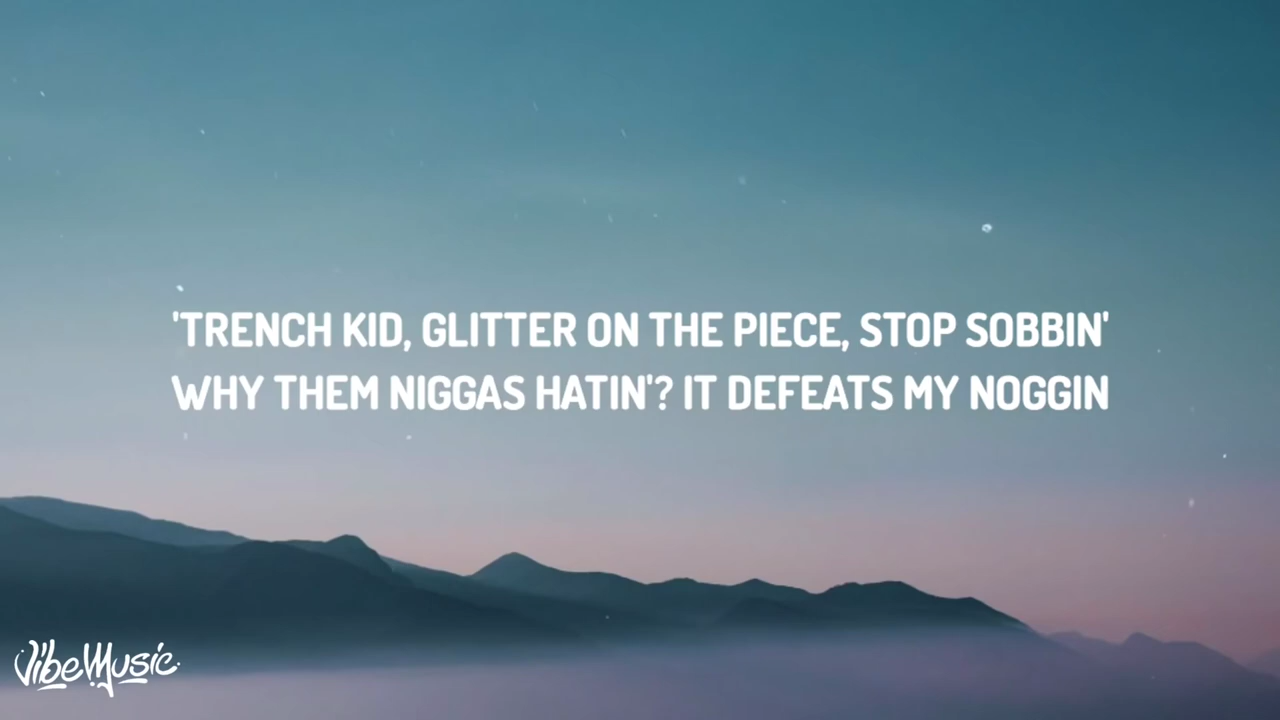 'TRENCH KID, GLITTER ON THE PIECE, STOP SOBBIN'
WHY THEM NIGGAS HATIN'? IT DEFEATS MY NOGGIN
VibeMusic